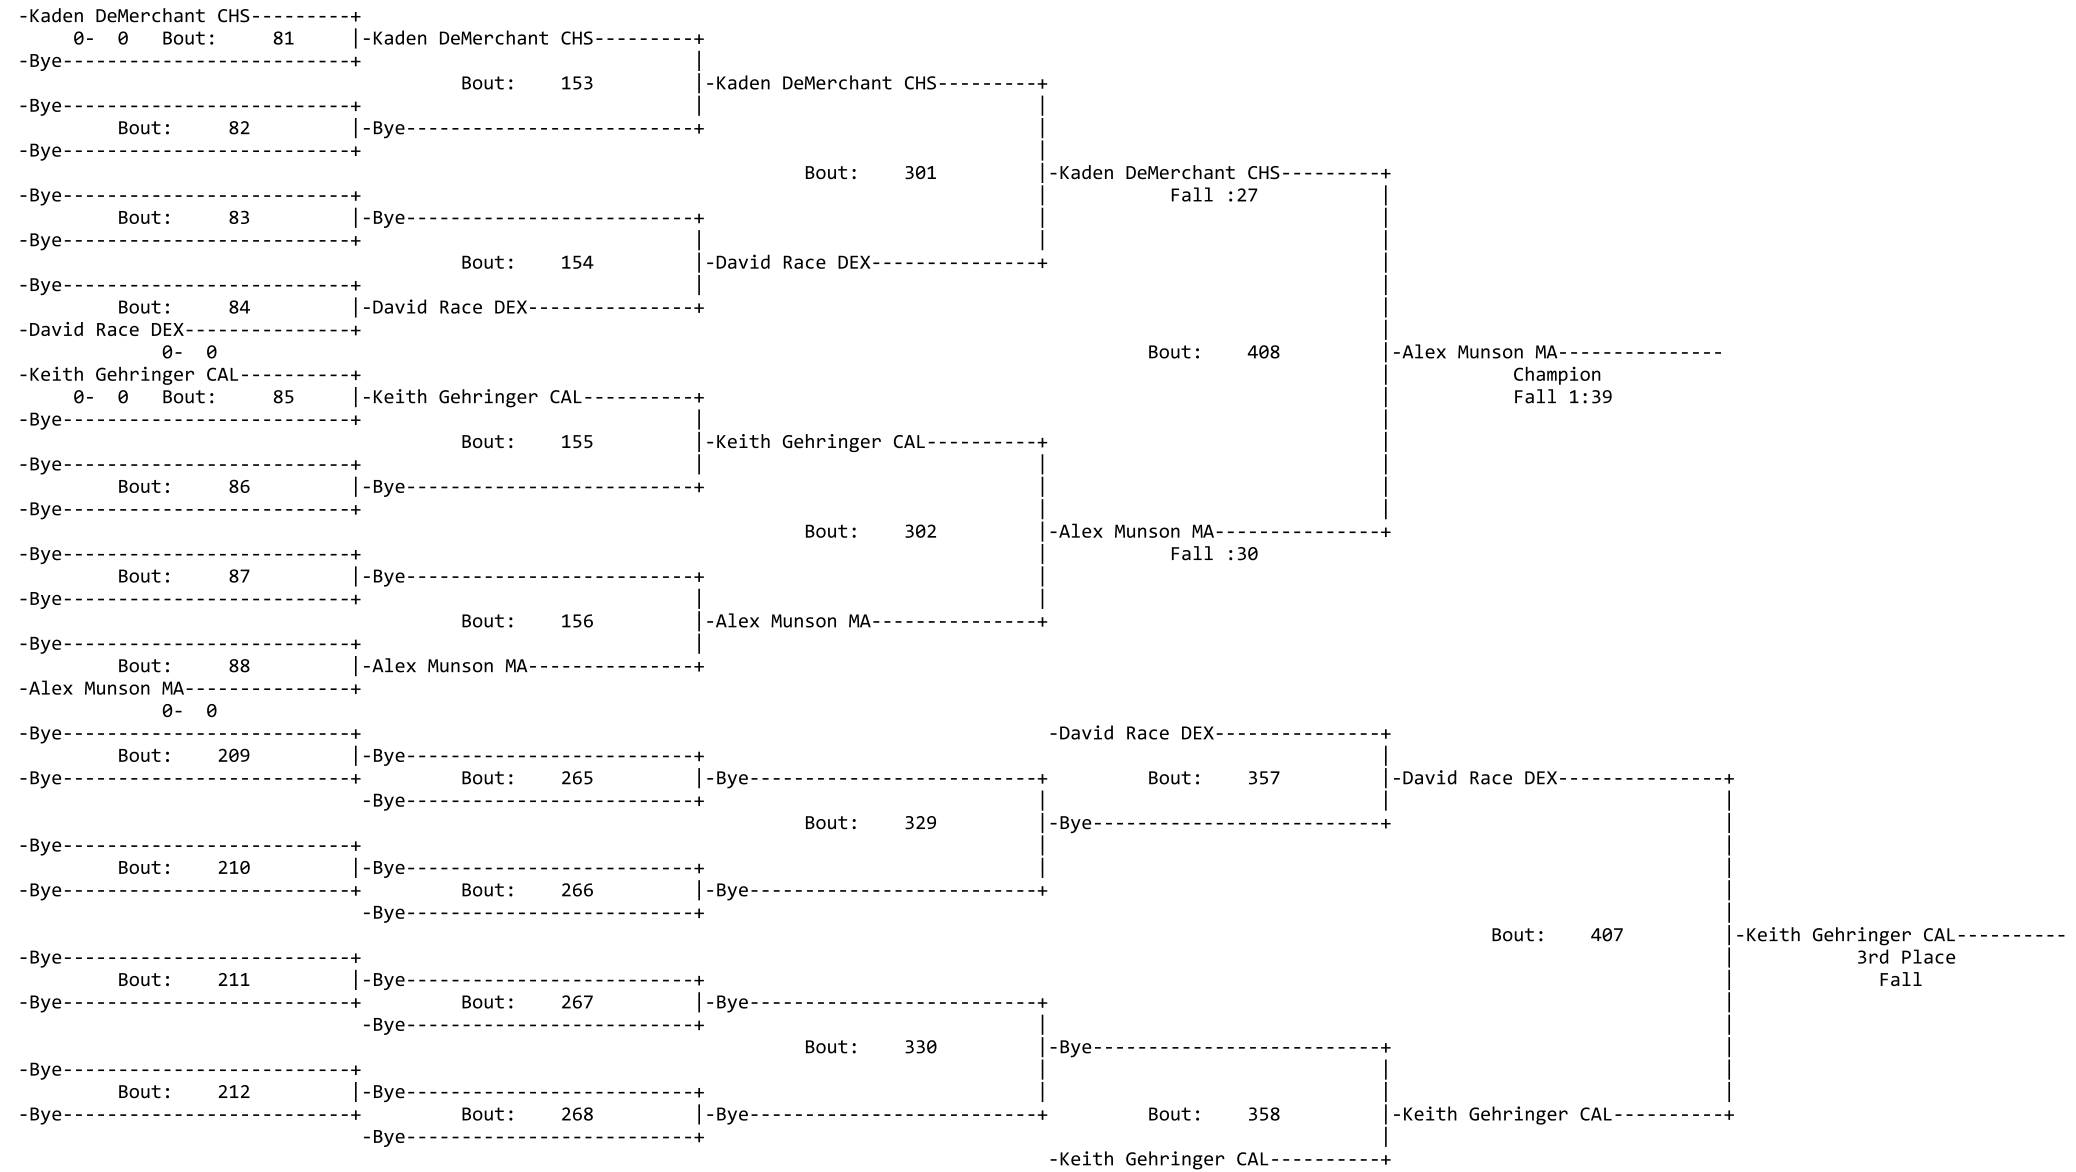 -Kaden DeMerchant CHS---------+
0- 0 Bout: 81 |-Kaden DeMerchant CHS---------+
-Bye--------------------------+ |
Bout: 153 |-Kaden DeMerchant CHS---------+
-Bye--------------------------+ | |
Bout: 82 |-Bye--------------------------+ |
-Bye--------------------------+ |
Bout: 301 |-Kaden DeMerchant CHS---------+
-Bye--------------------------+ | Fall :27 |
Bout: 83 |-Bye--------------------------+ | |
-Bye--------------------------+ | | |
Bout: 154 |-David Race DEX---------------+ |
-Bye--------------------------+ | |
Bout: 84 |-David Race DEX---------------+ |
-David Race DEX---------------+ |
0- 0 Bout: 408 |-Alex Munson MA---------------
-Keith Gehringer CAL----------+ | Champion
0- 0 Bout: 85 |-Keith Gehringer CAL----------+ | Fall 1:39
-Bye--------------------------+ | |
Bout: 155 |-Keith Gehringer CAL----------+ |
-Bye--------------------------+ | | |
Bout: 86 |-Bye--------------------------+ | |
-Bye--------------------------+ | |
Bout: 302 |-Alex Munson MA---------------+
-Bye--------------------------+ | Fall :30
Bout: 87 |-Bye--------------------------+ |
-Bye--------------------------+ | |
Bout: 156 |-Alex Munson MA---------------+
-Bye--------------------------+ |
Bout: 88 |-Alex Munson MA---------------+
-Alex Munson MA---------------+
0- 0
-Bye--------------------------+ -David Race DEX---------------+
Bout: 209 |-Bye--------------------------+ |
-Bye--------------------------+ Bout: 265 |-Bye--------------------------+ Bout: 357 |-David Race DEX---------------+
-Bye--------------------------+ | | |
Bout: 329 |-Bye--------------------------+ |
-Bye--------------------------+ | |
Bout: 210 |-Bye--------------------------+ | |
-Bye--------------------------+ Bout: 266 |-Bye--------------------------+ |
-Bye--------------------------+ |
Bout: 407 |-Keith Gehringer CAL----------
-Bye--------------------------+ | 3rd Place
Bout: 211 |-Bye--------------------------+ | Fall
-Bye--------------------------+ Bout: 267 |-Bye--------------------------+ |
-Bye--------------------------+ | |
Bout: 330 |-Bye--------------------------+ |
-Bye--------------------------+ | | |
Bout: 212 |-Bye--------------------------+ | | |
-Bye--------------------------+ Bout: 268 |-Bye--------------------------+ Bout: 358 |-Keith Gehringer CAL----------+
-Bye--------------------------+ |
-Keith Gehringer CAL----------+